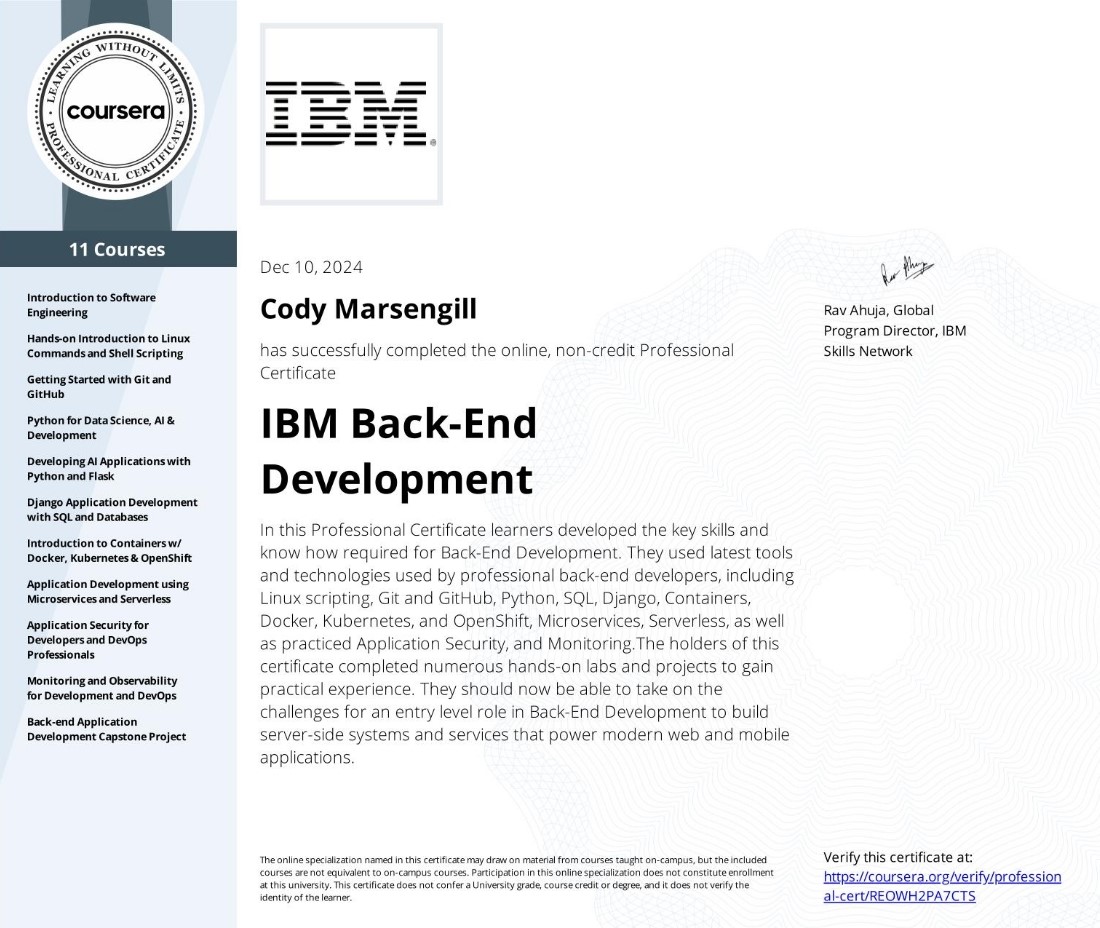 LEARNING WITHOUT LIMITS
coursera
PROFESSIONAL CERTIFICATE
IBM®
11 Courses
Introduction to Software
Engineering
Hands-on Introduction to Linux
Commands and Shell Scripting
Getting Started with Git and
GitHub
Python for Data Science, AI &
Development
Developing AI Applications with
Python and Flask
Django Application Development
with SQL and Databases
Introduction to Containers w/
Docker, Kubernetes & OpenShift
Application Development using
Microservices and Serverless
Application Security for
Developers and DevOps
Professionals
Monitoring and Observability
for Development and DevOps
Back-end Application
Development Capstone Project
Dec 10, 2024
Cody Marsengill
has successfully completed the online, non-credit Professional
Certificate
IBM Back-End
Development
In this Professional Certificate learners developed the key skills and
know how required for Back-End Development. They used latest tools
and technologies used by professional back-end developers, including
Linux scripting, Git and GitHub, Python, SQL, Django, Containers,
Docker, Kubernetes, and OpenShift, Microservices, Serverless, as well
as practiced Application Security, and Monitoring.The holders of this
certificate completed numerous hands-on labs and projects to gain
practical experience. They should now be able to take on the
challenges for an entry level role in Back-End Development to build
server-side systems and services that power modern web and mobile
applications.
Rav Ahuja
Rav Ahuja, Global
Program Director, IBM
Skills Network
The online specialization named in this certificate may draw on material from courses taught on-campus, but the included
courses are not equivalent to on-campus courses. Participation in this online specialization does not constitute enrollment
at this university. This certificate does not confer a University grade, course credit or degree, and it does not verify the
identity of the learner.
Verify this certificate at:
https://coursera.org/verify/profession
al-cert/REOWH2PA7CTS